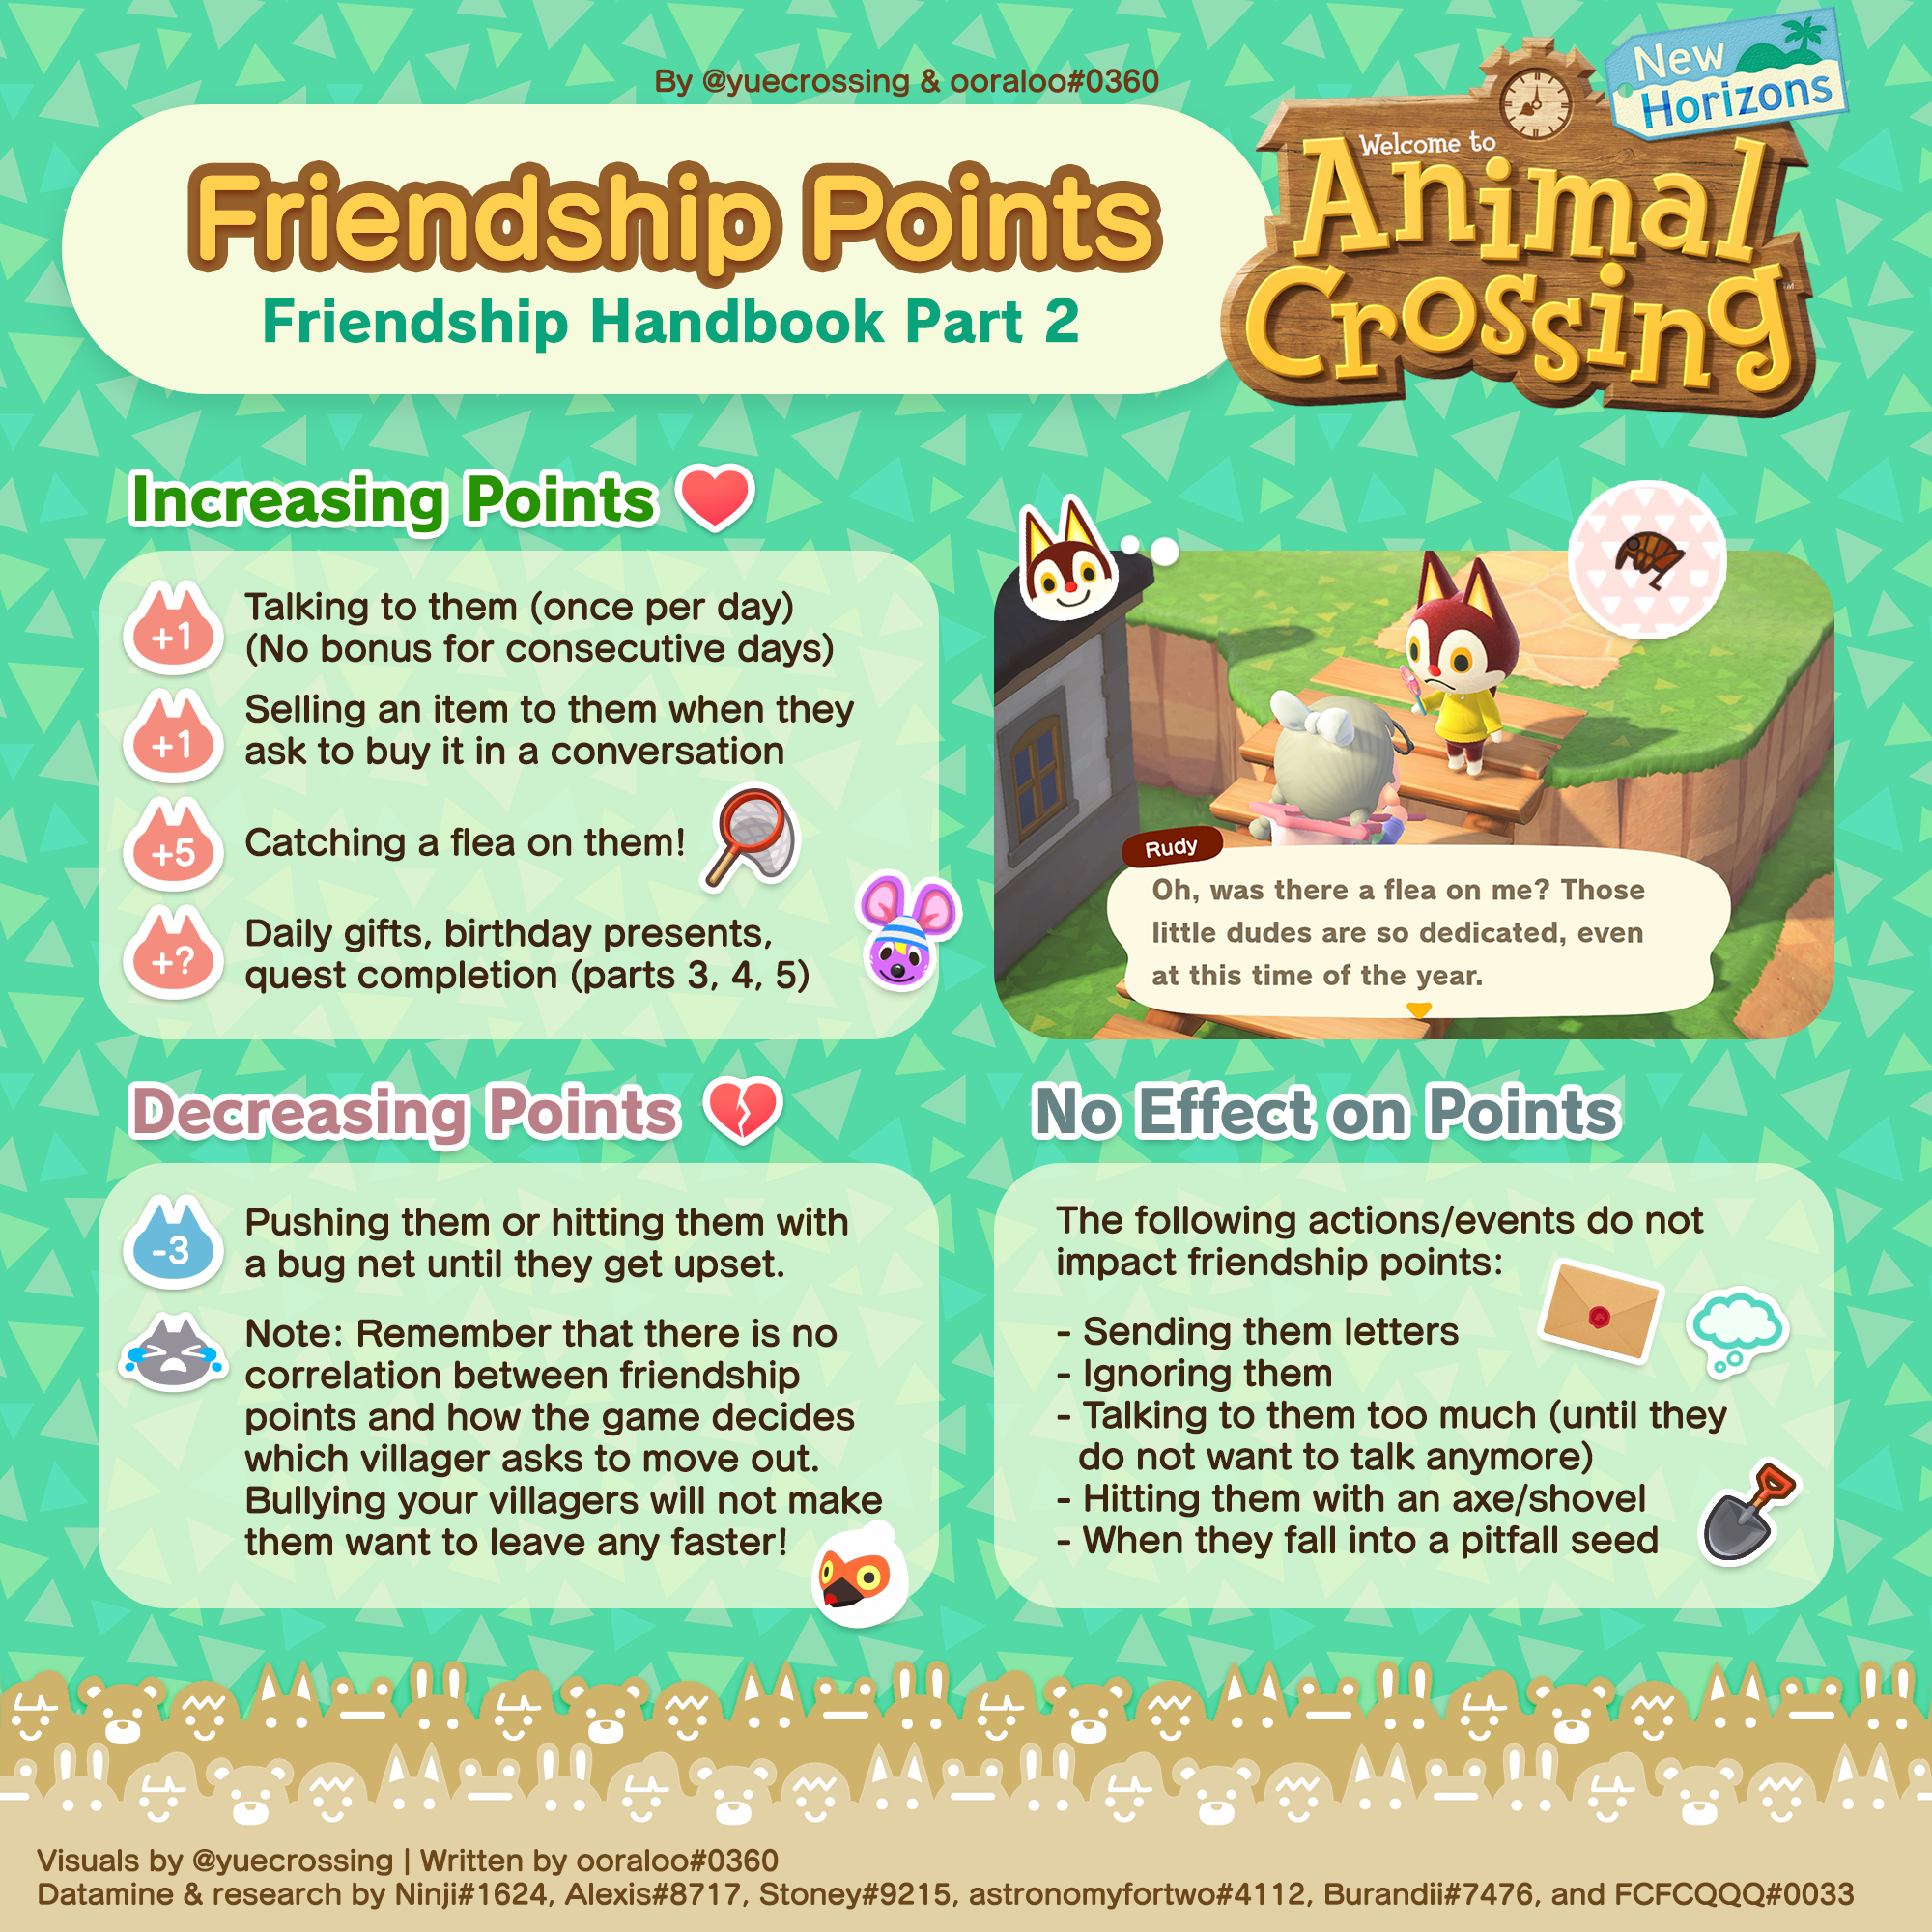 By @yuecrossing & ooraloo#0360
New
Horizons
Welcome to
Animal
Crossing
™
Friendship Points
Friendship Handbook Part 2
Increasing Points
+1
Talking to them (once per day)
(No bonus for consecutive days)
+1
Selling an item to them when they
ask to buy it in a conversation
+5
Catching a flea on them!
+?
Daily gifts, birthday presents,
quest completion (parts 3, 4, 5)
Rudy
Oh, was there a flea on me? Those
little dudes are so dedicated, even
at this time of the year.
Decreasing Points
-3
Pushing them or hitting them with
a bug net until they get upset.
Note: Remember that there is no
correlation between friendship
points and how the game decides
which villager asks to move out.
Bullying your villagers will not make
them want to leave any faster!
No Effect on Points
The following actions/events do not
impact friendship points:
- Sending them letters
- Ignoring them
- Talking to them too much (until they
do not want to talk anymore)
- Hitting them with an axe/shovel
- When they fall into a pitfall seed
Visuals by @yuecrossing | Written by ooraloo#0360
Datamine & research by Ninji#1624, Alexis#8717, Stoney#9215, astronomyfortwo#4112, Burandii#7476, and FCFCQQQ#0033